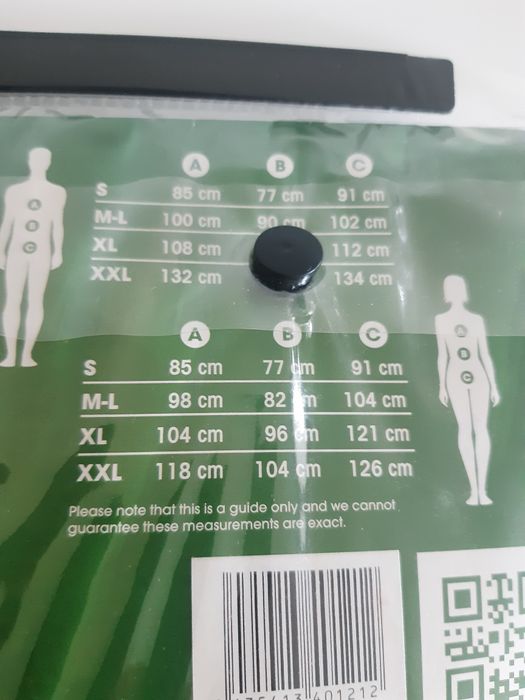 A B C
S 85 cm 77 cm 91 cm
M-L 100 cm 90 cm 102 cm
XL 108 cm 112 cm
XXL 132 cm 134 cm
A
B
C
A B C
S 85 cm 77 cm 91 cm
M-L 98 cm 82 cm 104 cm
XL 104 cm 96 cm 121 cm
XXL 118 cm 104 cm 126 cm
A
B
C
Please note that this is a guide only and we cannot
guarantee these measurements are exact.
401212